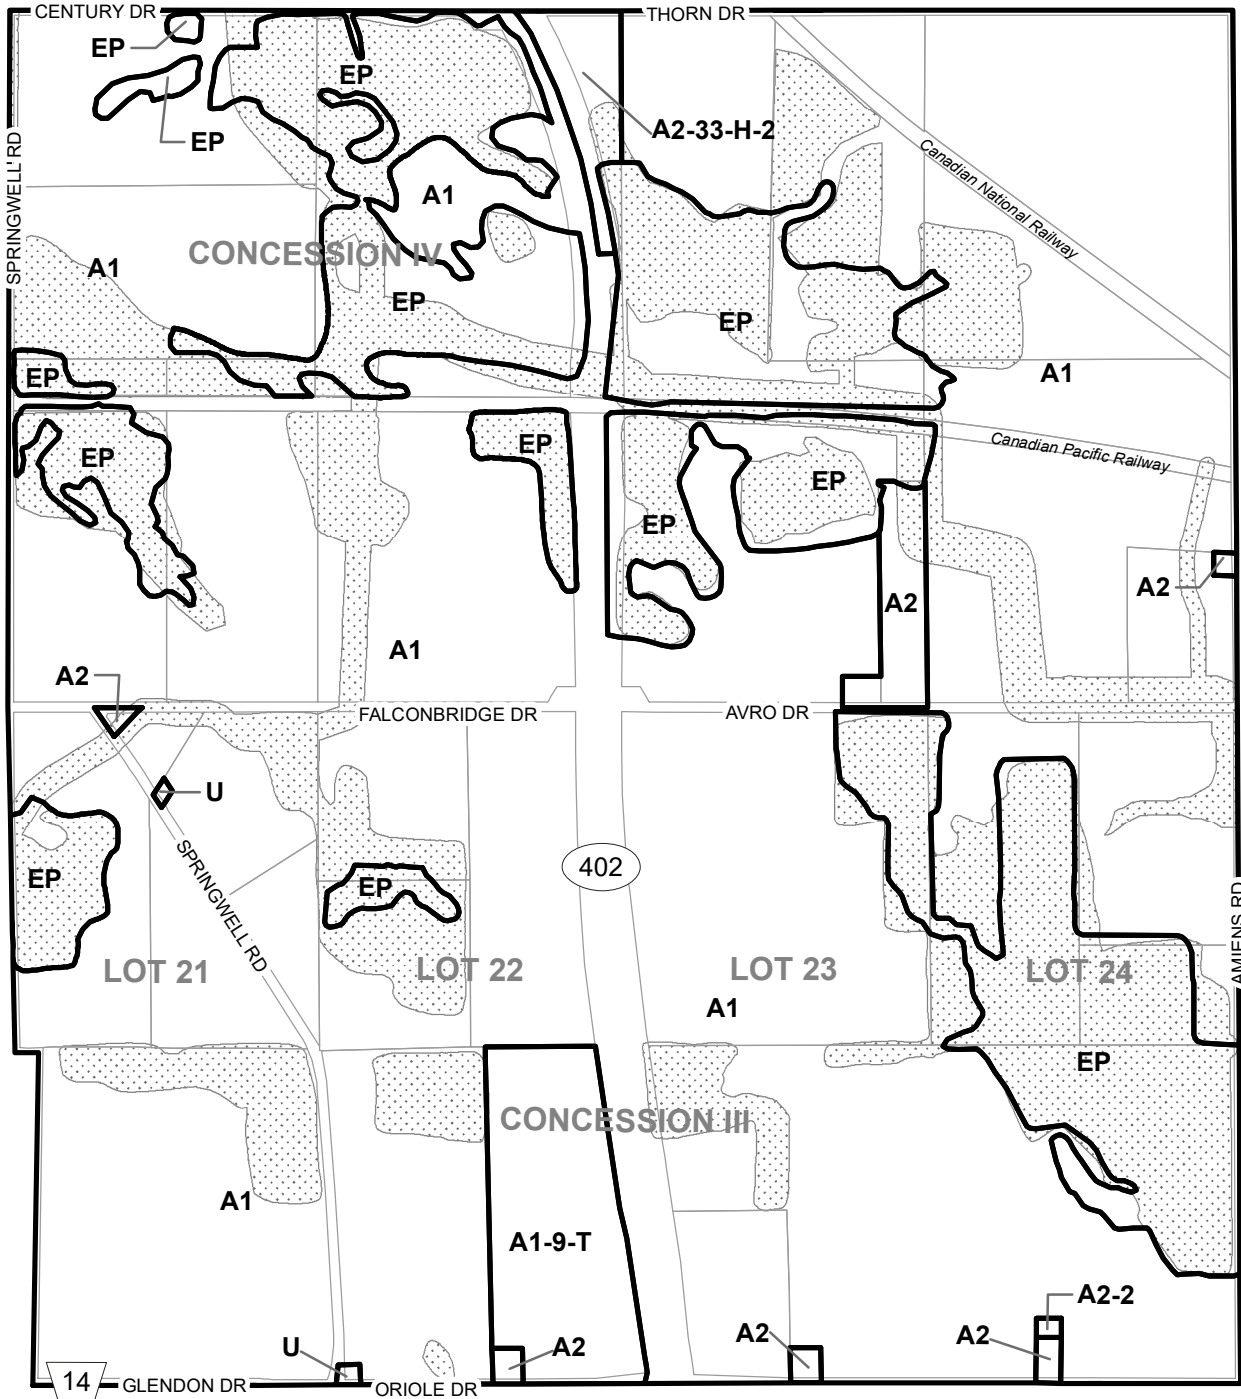 CENTURY DR
THORN DR
EP
EP
EP
A2-33-H-2
SPRINGWELL RD
Canadian National Railway
A1
CONCESSION IV
A1
EP
EP
EP
A1
EP
EP
EP
EP
Canadian Pacific Railway
EP
A2
A2
A1
A2
FALCONBRIDGE DR
AVRO DR
U
SPRINGWELL RD
402
EP
EP
AMIENS RD
LOT 21
LOT 22
LOT 23
LOT 24
A1
EP
CONCESSION III
A1
A1-9-T
A2-2
A2
A2
U
A2
14
GLENDON DR
ORIOLE DR